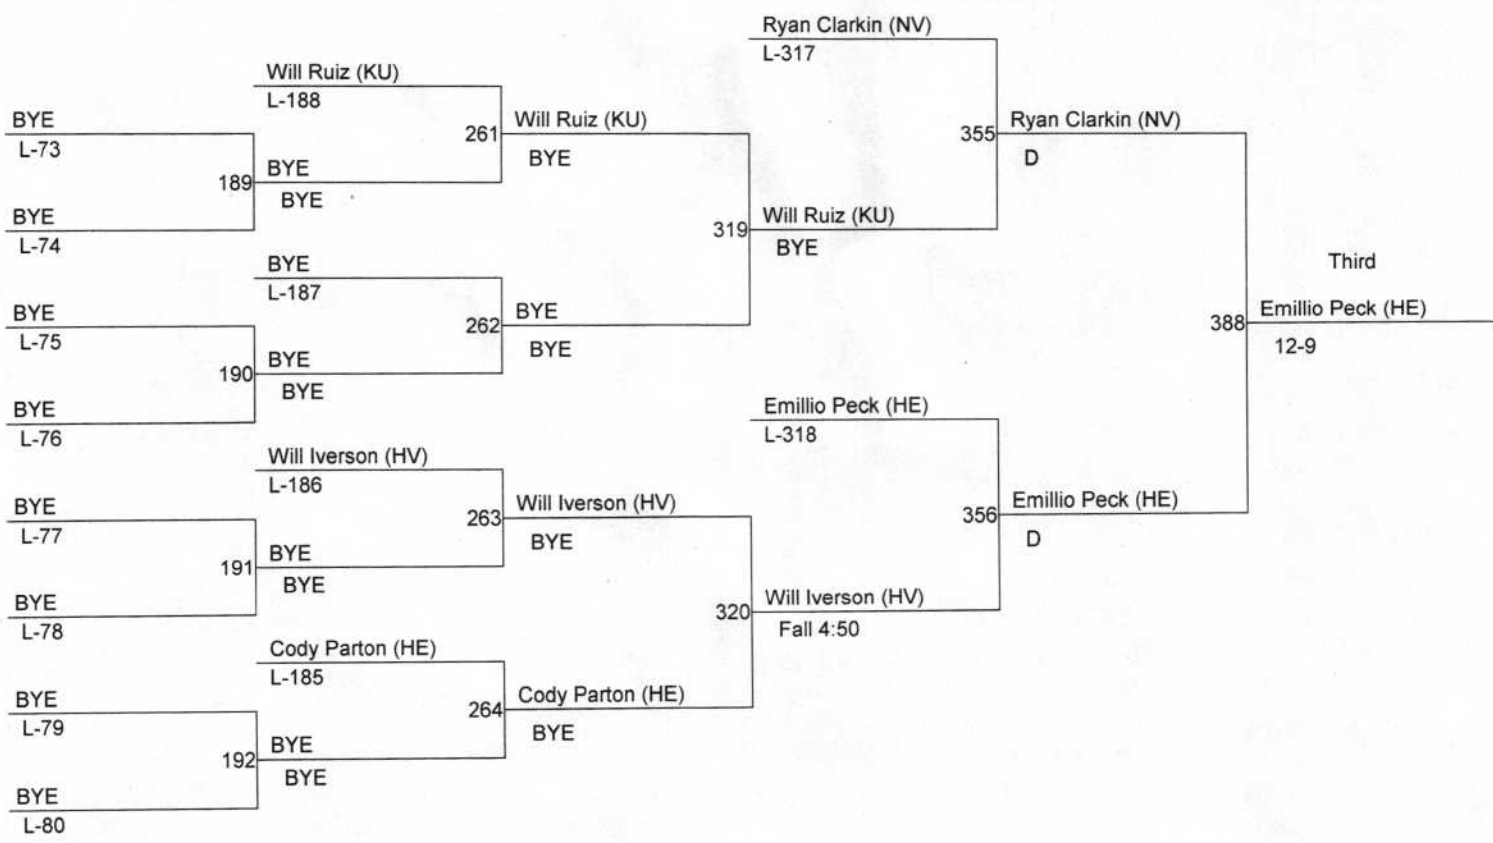 Ryan Clarkin (NV)
L-317
Will Ruiz (KU)
L-188
BYE
L-73
261
Will Ruiz (KU)
BYE
355
Ryan Clarkin (NV)
D
189
BYE
BYE
BYE
L-74
319
Will Ruiz (KU)
BYE
BYE
L-187
Third
BYE
L-75
262
BYE
BYE
388
Emillio Peck (HE)
12-9
190
BYE
BYE
BYE
L-76
Emillio Peck (HE)
L-318
Will Iverson (HV)
L-186
BYE
L-77
263
Will Iverson (HV)
BYE
356
Emillio Peck (HE)
D
191
BYE
BYE
BYE
L-78
320
Will Iverson (HV)
Fall 4:50
Cody Parton (HE)
L-185
BYE
L-79
264
Cody Parton (HE)
BYE
192
BYE
BYE
BYE
L-80